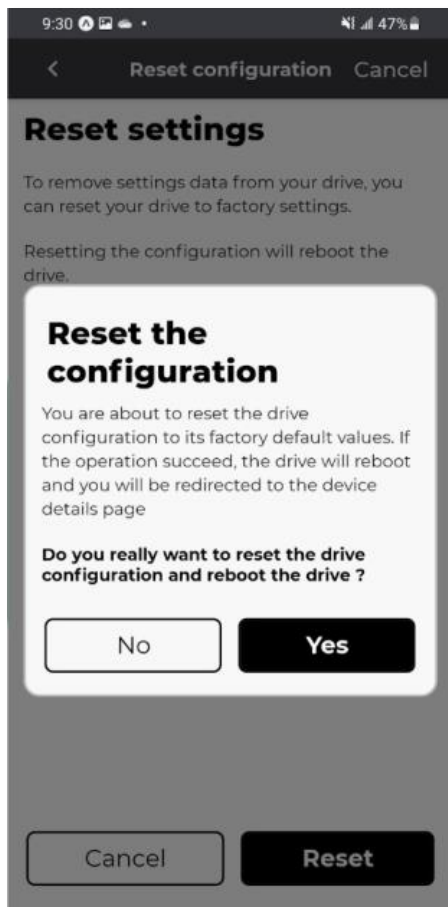 9:30 47%
Reset configuration Cancel
Reset settings
To remove settings data from your drive, you
can reset your drive to factory settings.
Resetting the configuration will reboot the
drive.
Reset the
configuration
You are about to reset the drive
configuration to its factory default values. If
the operation succeed, the drive will reboot
and you will be redirected to the device
details page
Do you really want to reset the drive
configuration and reboot the drive ?
No Yes
Cancel Reset